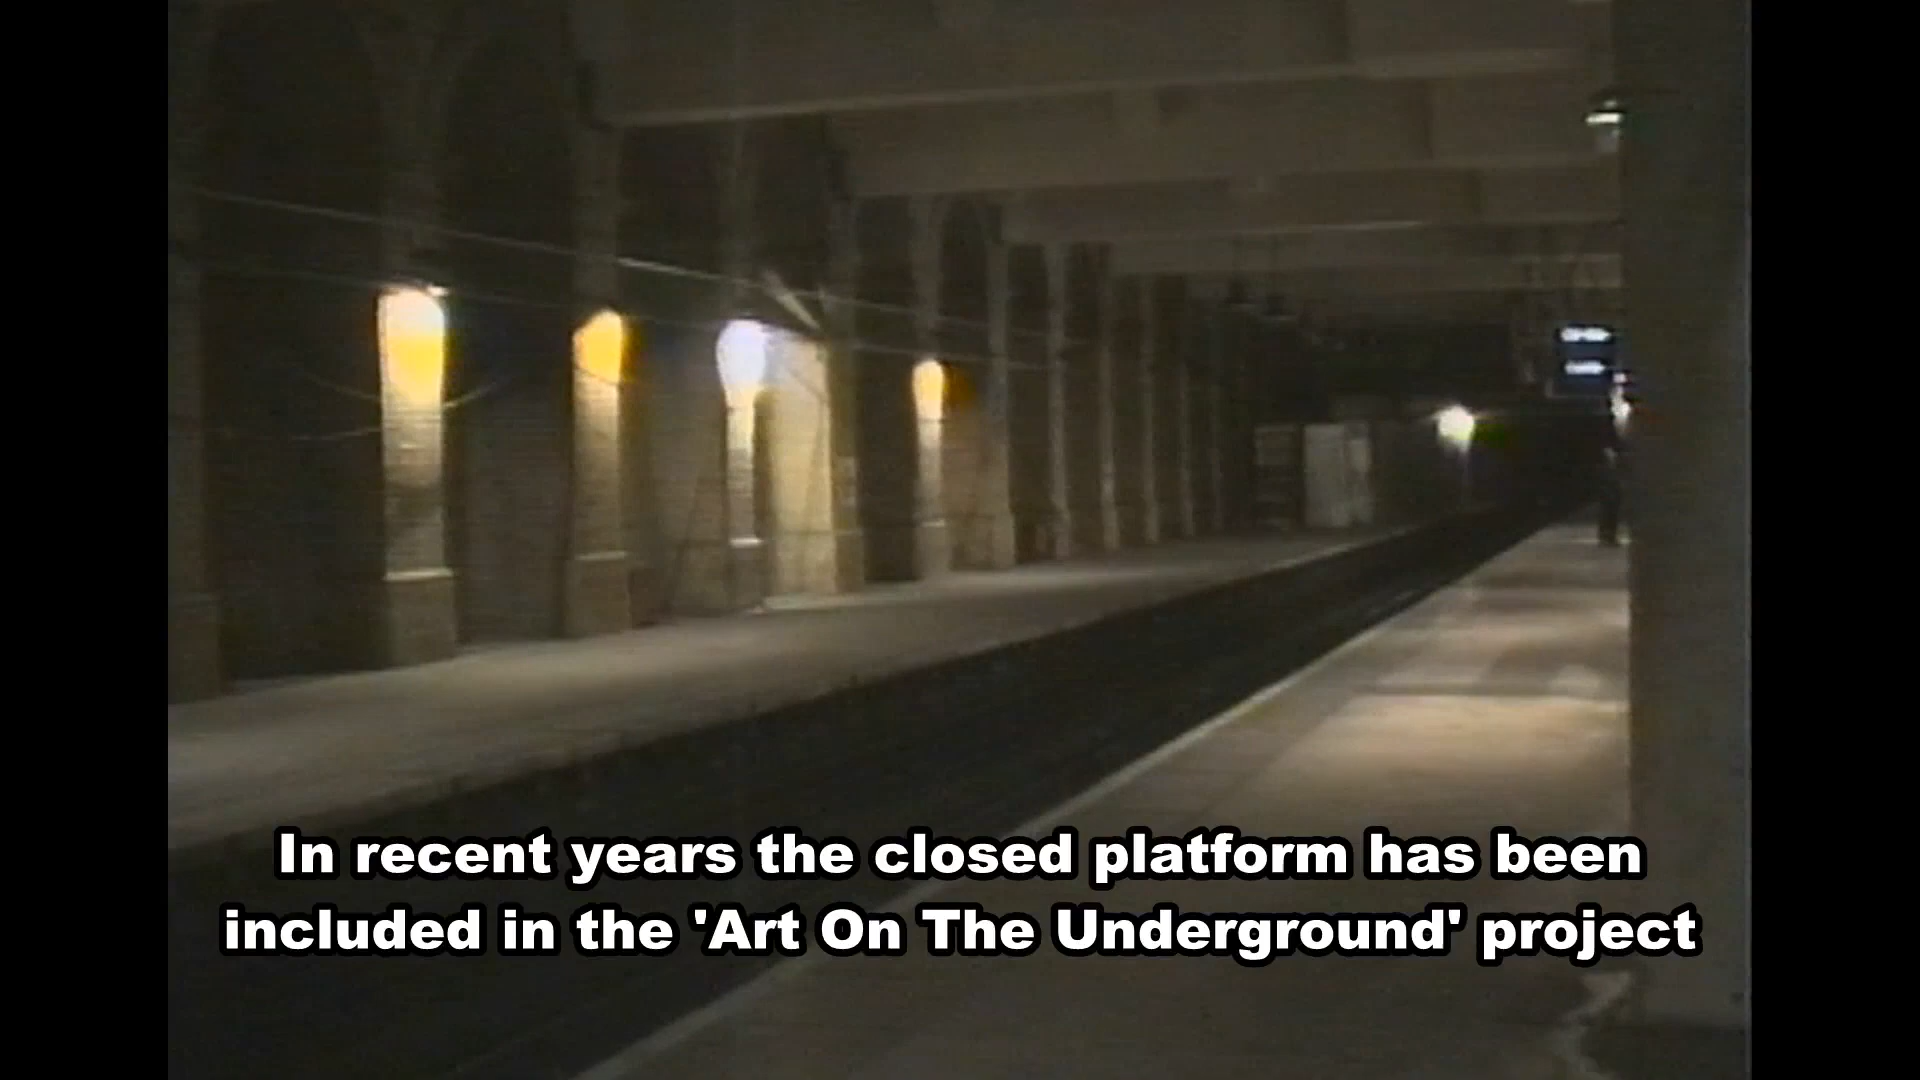 In recent years the closed platform has been
included in the 'Art On The Underground' project